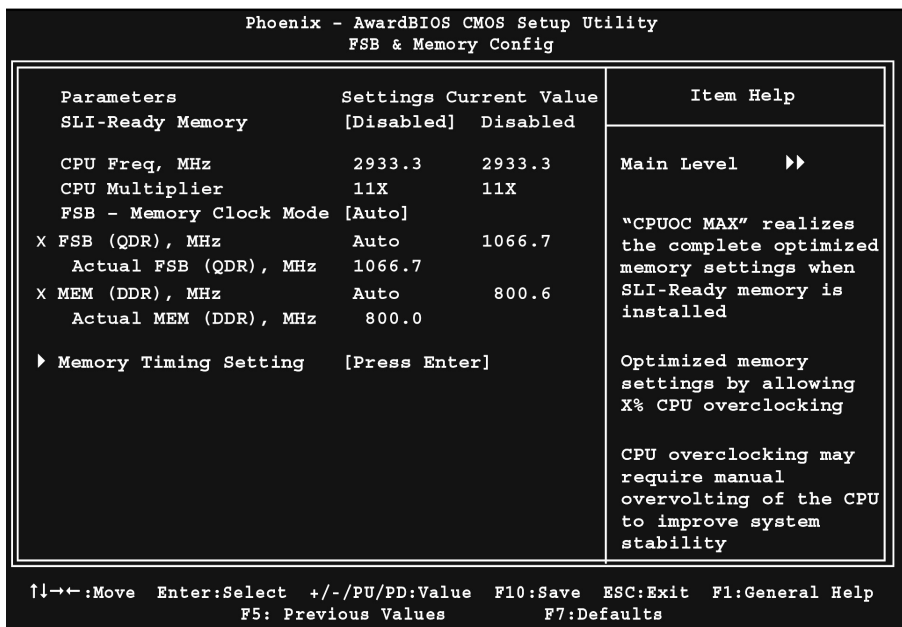 Phoenix – AwardBIOS CMOS Setup Utility
FSB & Memory Config
Parameters Settings Current Value
SLI-Ready Memory [Disabled] Disabled
CPU Freq, MHz 2933.3 2933.3
CPU Multiplier 11X 11X
FSB – Memory Clock Mode [Auto]
X FSB (QDR), MHz Auto 1066.7
Actual FSB (QDR), MHz 1066.7
X MEM (DDR), MHz Auto 800.6
Actual MEM (DDR), MHz 800.0
Memory Timing Setting [Press Enter]
Item Help
Main Level
“CPUOC MAX” realizes
the complete optimized
memory settings when
SLI-Ready memory is
installed
Optimized memory
settings by allowing
X% CPU overclocking
CPU overclocking may
require manual
overvolting of the CPU
to improve system
stability
↑↓→←:Move Enter:Select +/-/PU/PD:Value F10:Save ESC:Exit F1:General Help
F5: Previous Values F7:Defaults